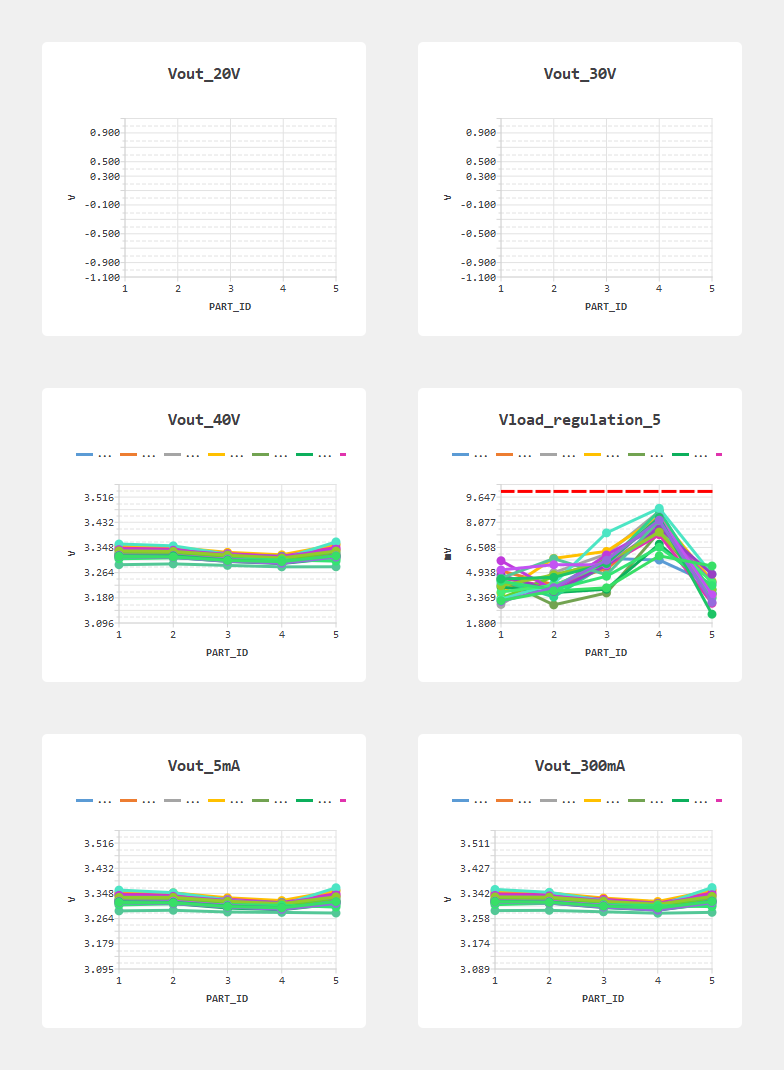 Vout_20V
0.900
0.500
0.300
-0.100
-0.500
-0.900
-1.100
1 2 3 4 5
PART_ID
Vout_30V
0.900
0.500
0.300
-0.100
-0.500
-0.900
-1.100
1 2 3 4 5
PART_ID
Vout_40V
... ... ... ... ... ...
3.516
3.432
3.348
3.264
3.180
3.096
1 2 3 4 5
PART_ID
Vload_regulation_5
... ... ... ... ... ...
9.647
8.077
6.508
mV
4.938
3.369
1.800
1 2 3 4 5
PART_ID
Vout_5mA
... ... ... ... ... ...
3.516
3.432
3.348
3.264
3.179
3.095
1 2 3 4 5
PART_ID
Vout_300mA
... ... ... ... ... ...
3.511
3.427
3.342
3.258
3.174
3.089
1 2 3 4 5
PART_ID